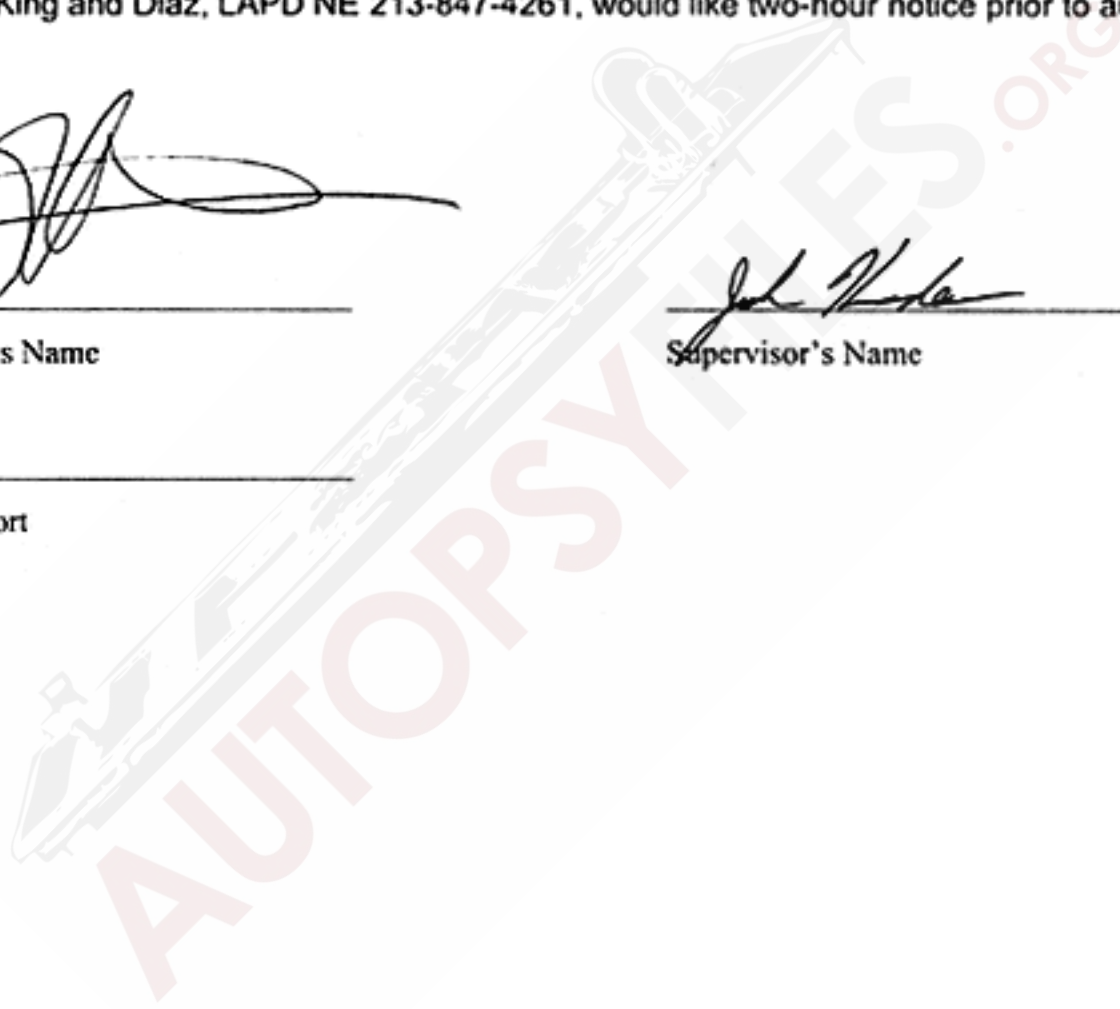 King and Diaz, LAPD NE 213-847-4261, would like two-hour notice prior to
s Name
Supervisor's Name
ort
AUTOPSYFILES.ORG